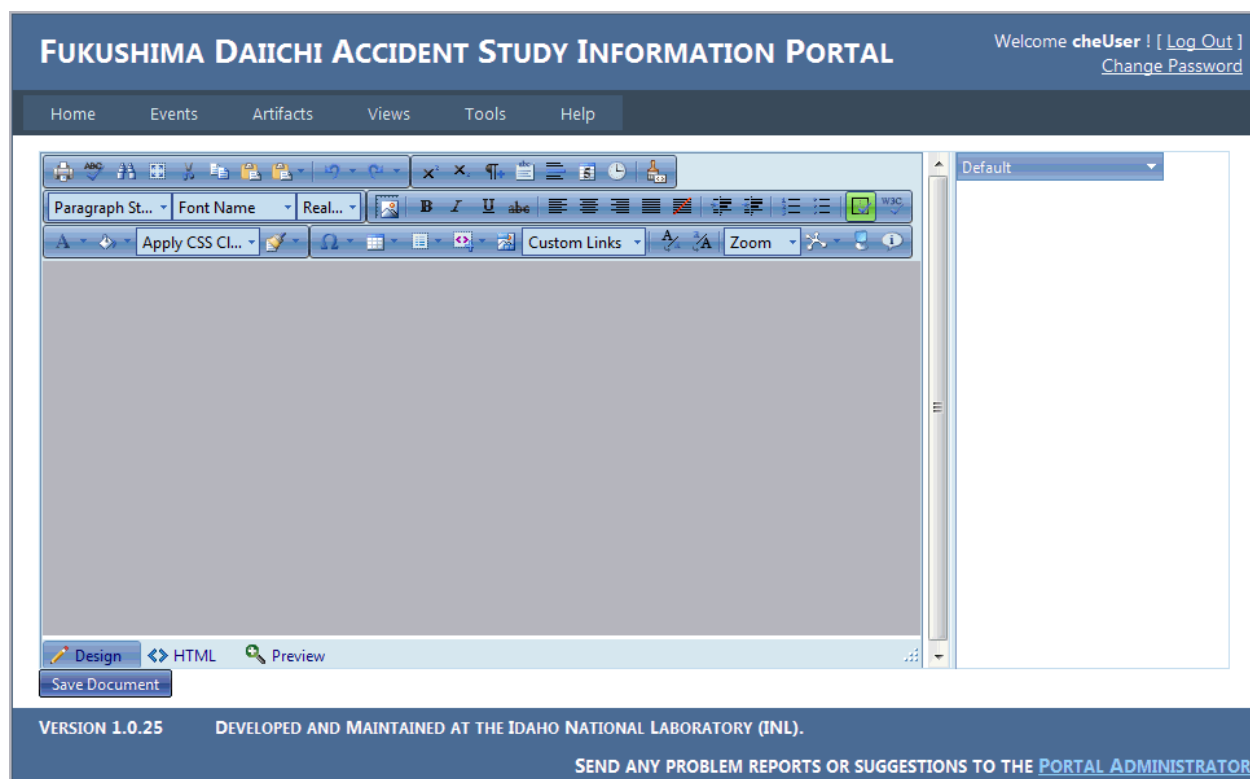 FUKUSHIMA DAIICHI ACCIDENT STUDY INFORMATION PORTAL
Welcome cheUser ! [ Log Out ]
Change Password
Home Events Artifacts Views Tools Help
ABC
Default
Paragraph St... Font Name Real... B I U abc W3C
A Apply CSS Cl... Ω Custom Links Zoom
Design HTML Preview
Save Document
VERSION 1.0.25 DEVELOPED AND MAINTAINED AT THE IDAHO NATIONAL LABORATORY (INL).
SEND ANY PROBLEM REPORTS OR SUGGESTIONS TO THE PORTAL ADMINISTRATOR